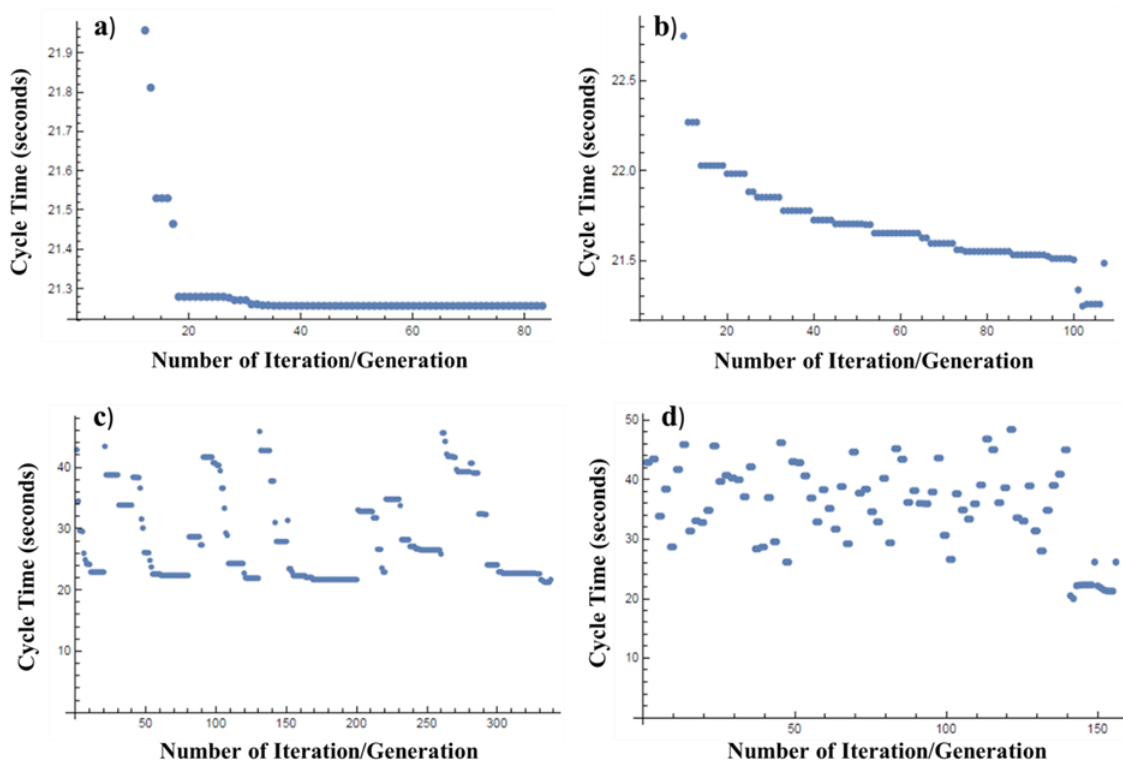 a)
Cycle Time (seconds)
21.9
21.8
21.7
21.6
21.5
21.4
21.3
20 40 60 80
Number of Iteration/Generation
b)
Cycle Time (seconds)
22.5
22.0
21.5
20 40 60 80 100
Number of Iteration/Generation
c)
Cycle Time (seconds)
40
30
20
10
50 100 150 200 250 300
Number of Iteration/Generation
d)
Cycle Time (seconds)
50
40
30
20
10
50 100 150
Number of Iteration/Generation